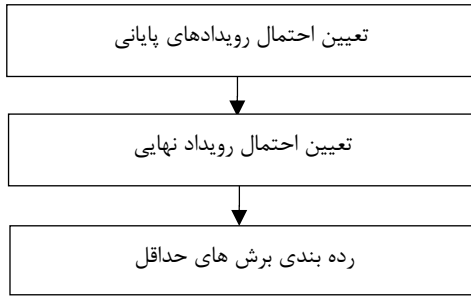 تعیین احتمال رویدادهای پایانی
تعیین احتمال رویداد نهایی
رده بندی برش های حداقل